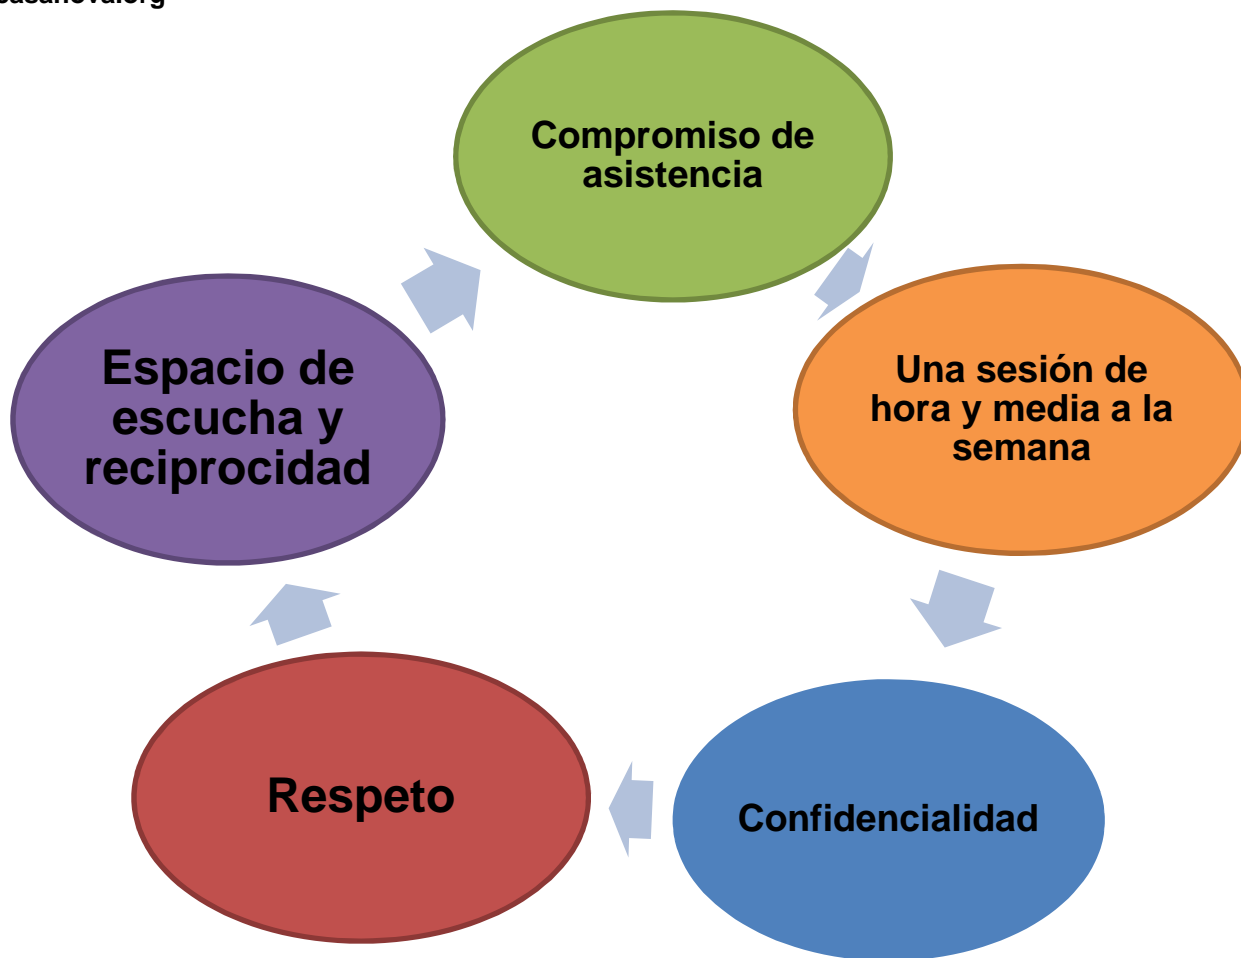 Compromiso de
asistencia
Una sesión de
hora y media a la
semana
Confidencialidad
Respeto
Espacio de
escucha y
reciprocidad